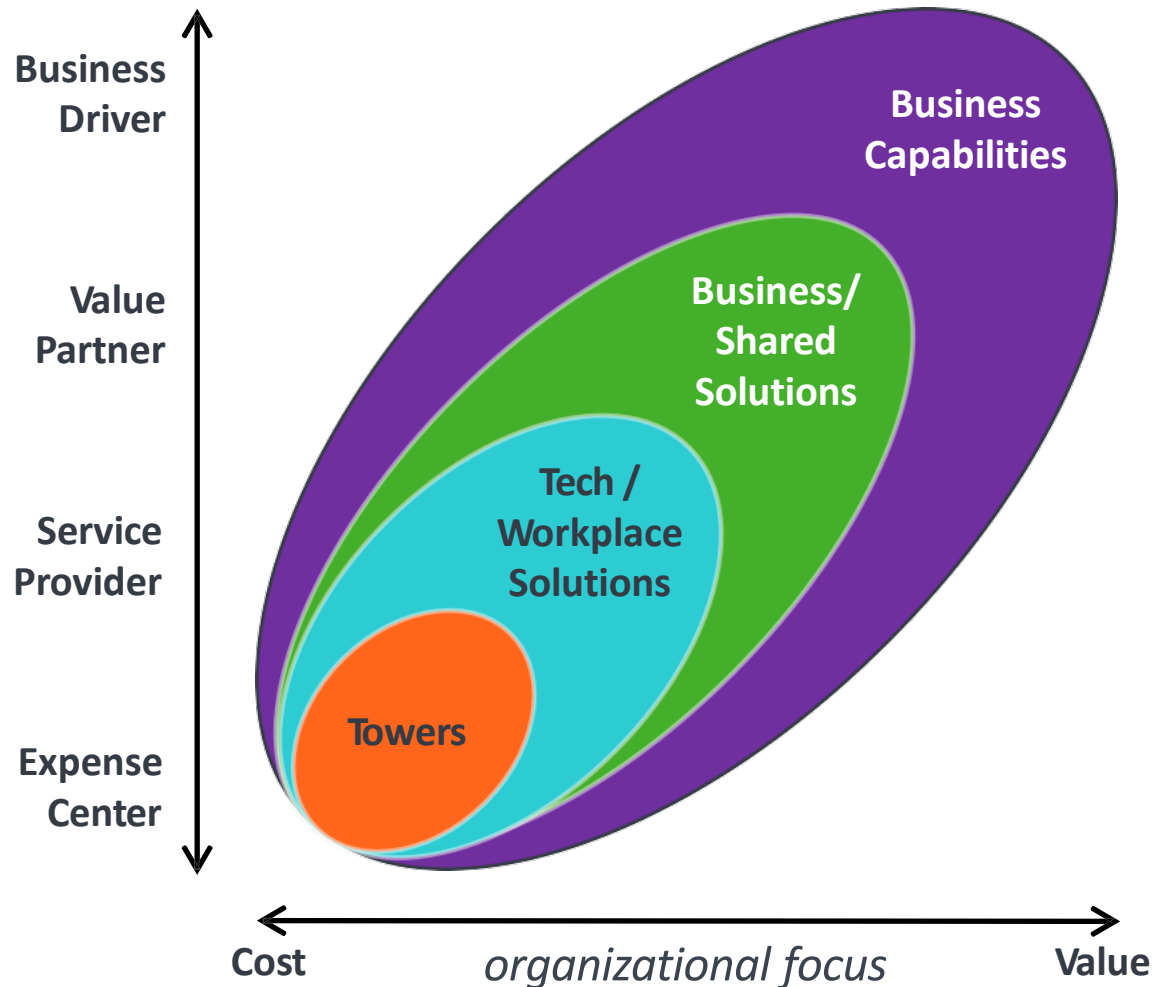 Business
Driver
Value
Partner
Service
Provider
Expense
Center
Business
Capabilities
Business/
Shared
Solutions
Tech /
Workplace
Solutions
Towers
Cost
organizational focus
Value